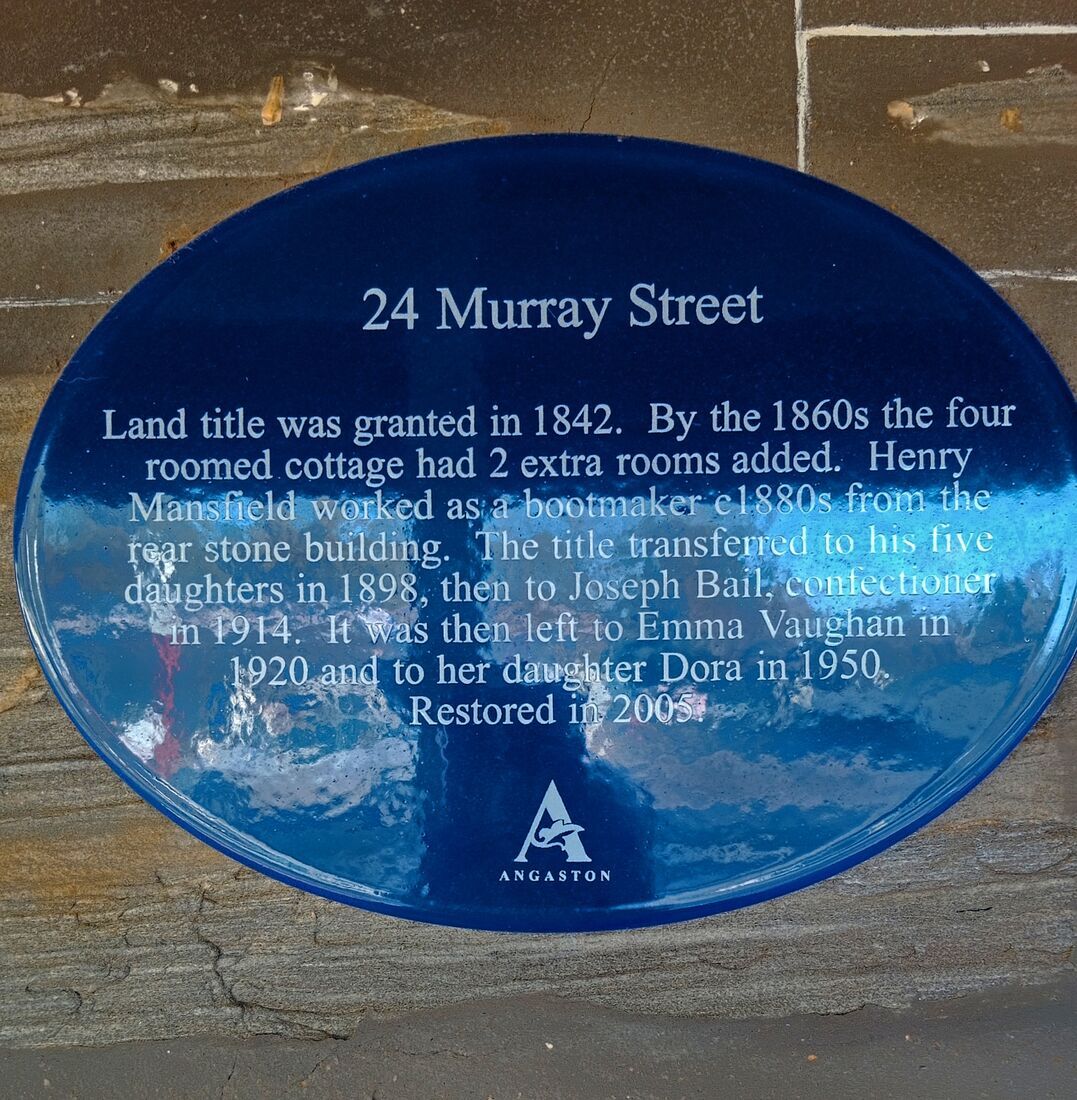 24 Murray Street
Land title was granted in 1842.  By the 1860s the four
roomed cottage had 2 extra rooms added.  Henry
Mansfield worked as a bootmaker c1880s from the
rear stone building.  The title transferred to his five
daughters in 1898, then to Joseph Bail, confectioner
in 1914.  It was then left to Emma Vaughan in
1920 and to her daughter Dora in 1950.
Restored in 2005.
A
ANGASTON